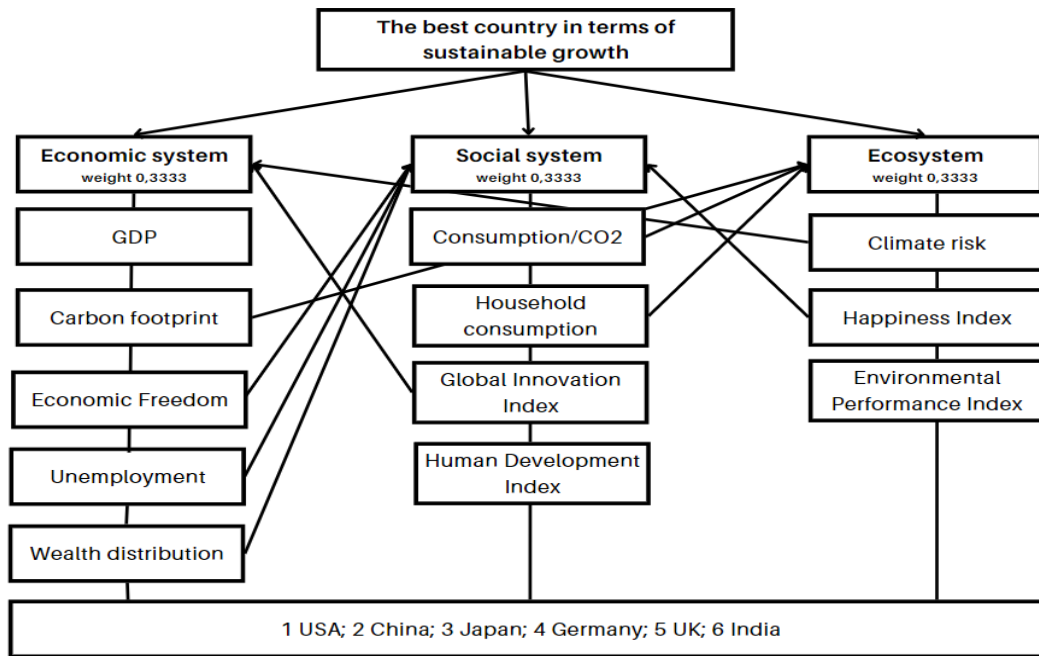 The best country in terms of
sustainable growth
Economic system
weight 0,3333
Social system
weight 0,3333
Ecosystem
weight 0,3333
GDP
Carbon footprint
Economic Freedom
Unemployment
Wealth distribution
Consumption/CO2
Household
consumption
Global Innovation
Index
Human Development
Index
Climate risk
Happiness Index
Environmental
Performance Index
1 USA; 2 China; 3 Japan; 4 Germany; 5 UK; 6 India